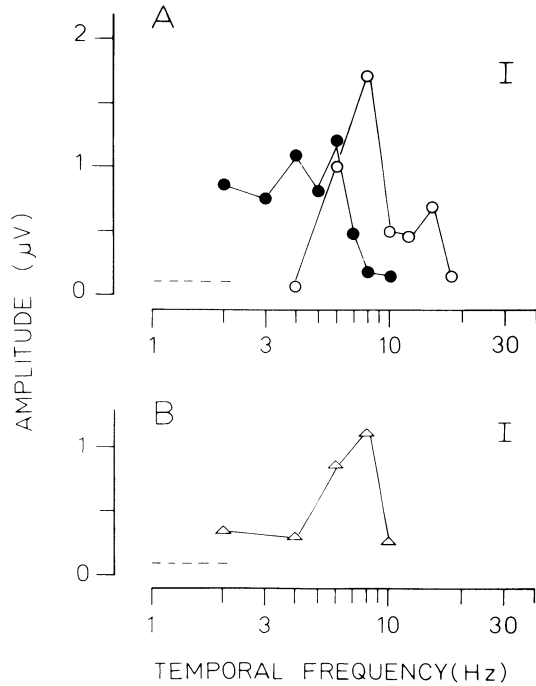 A
I
2
1
0
AMPLITUDE (μV)
1 3 10 30
B
I
1
0
1 3 10 30
TEMPORAL FREQUENCY(Hz)